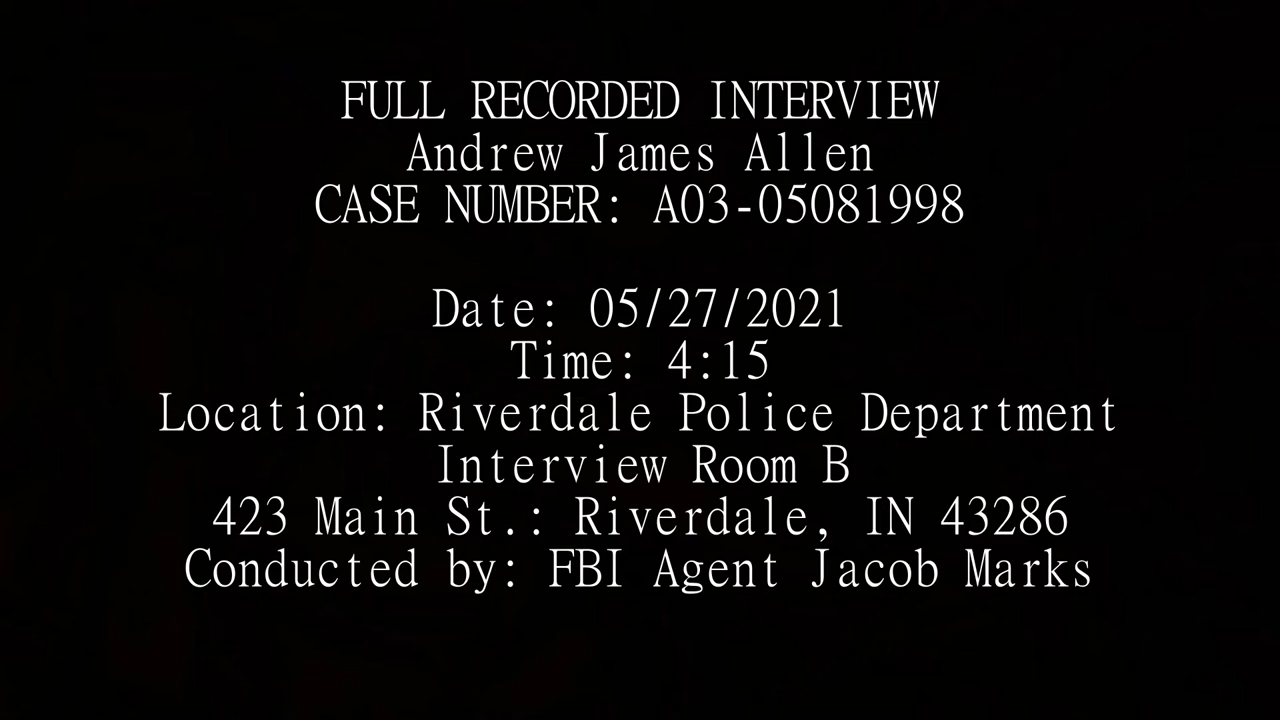 FULL RECORDED INTERVIEW
Andrew James Allen
CASE NUMBER: A03-05081998
Date: 05/27/2021
Time: 4:15
Location: Riverdale Police Department
Interview Room B
423 Main St.: Riverdale, IN 43286
Conducted by: FBI Agent Jacob Marks